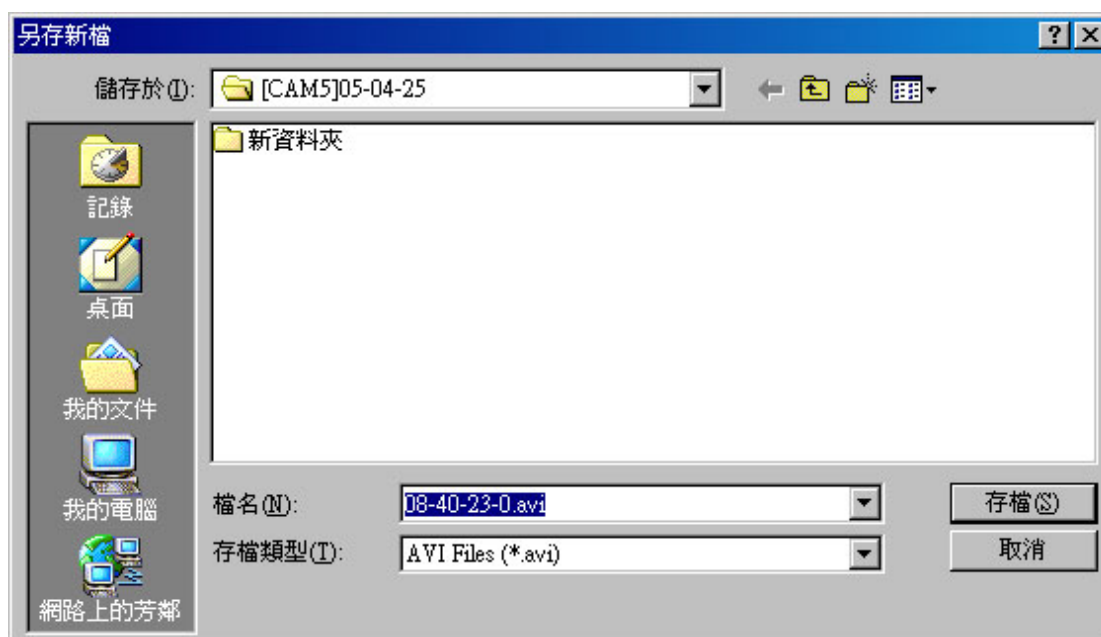 另存新檔
儲存於(I):
[CAM5]05-04-25
新資料夾
記錄
桌面
我的文件
我的電腦
網路上的芳鄰
檔名(N):
08-40-23-0.avi
存檔(S)
存檔類型(T):
AVI Files (*.avi)
取消